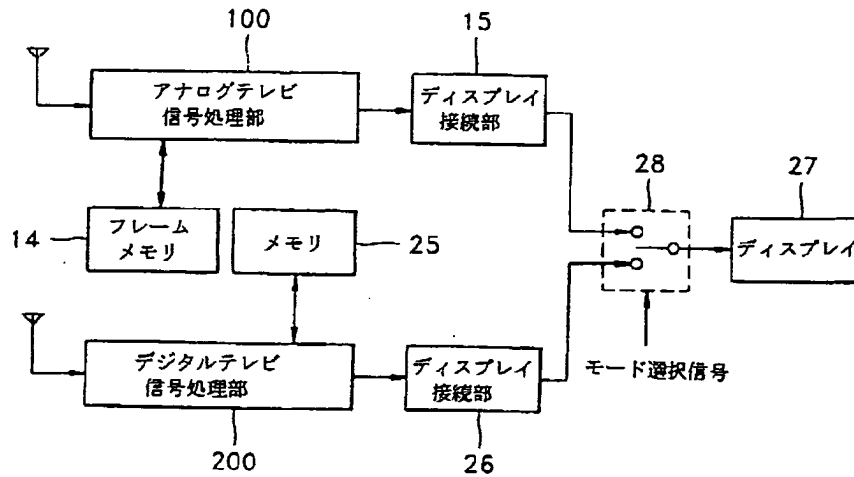 100
15
アナログテレビ
信号処理部
ディスプレイ
接続部
28
27
14
フレーム
メモリ
メモリ
25
ディスプレイ
デジタルテレビ
信号処理部
ディスプレイ
接続部
モード選択信号
200
26